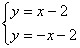 y = x − 2
y = −x − 2